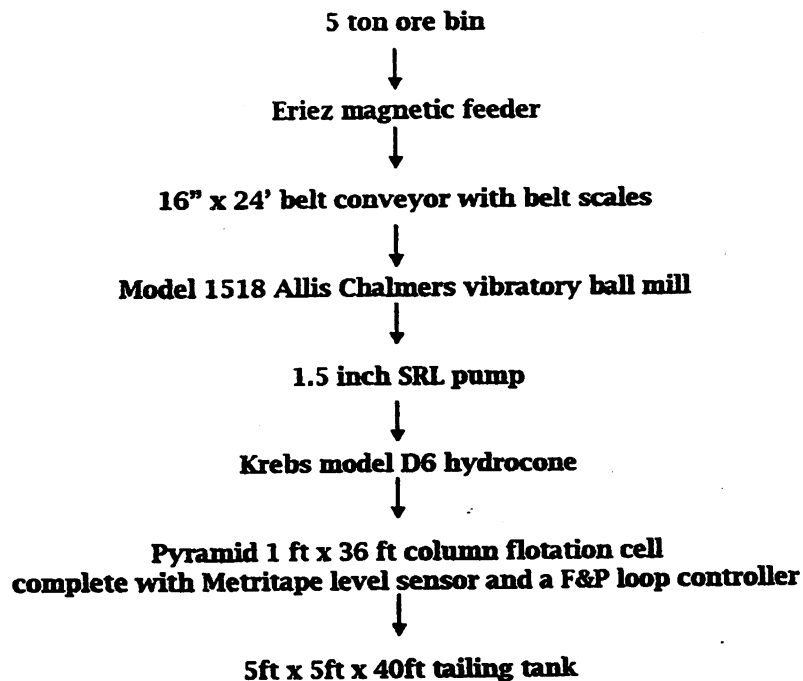 5 ton ore bin
Eriez magnetic feeder
16” x 24’ belt conveyor with belt scales
Model 1518 Allis Chalmers vibratory ball mill
1.5 inch SRL pump
Krebs model D6 hydrocone
Pyramid 1 ft x 36 ft column flotation cell
complete with Metritape level sensor and a F&P loop controller
5ft x 5ft x 40ft tailing tank